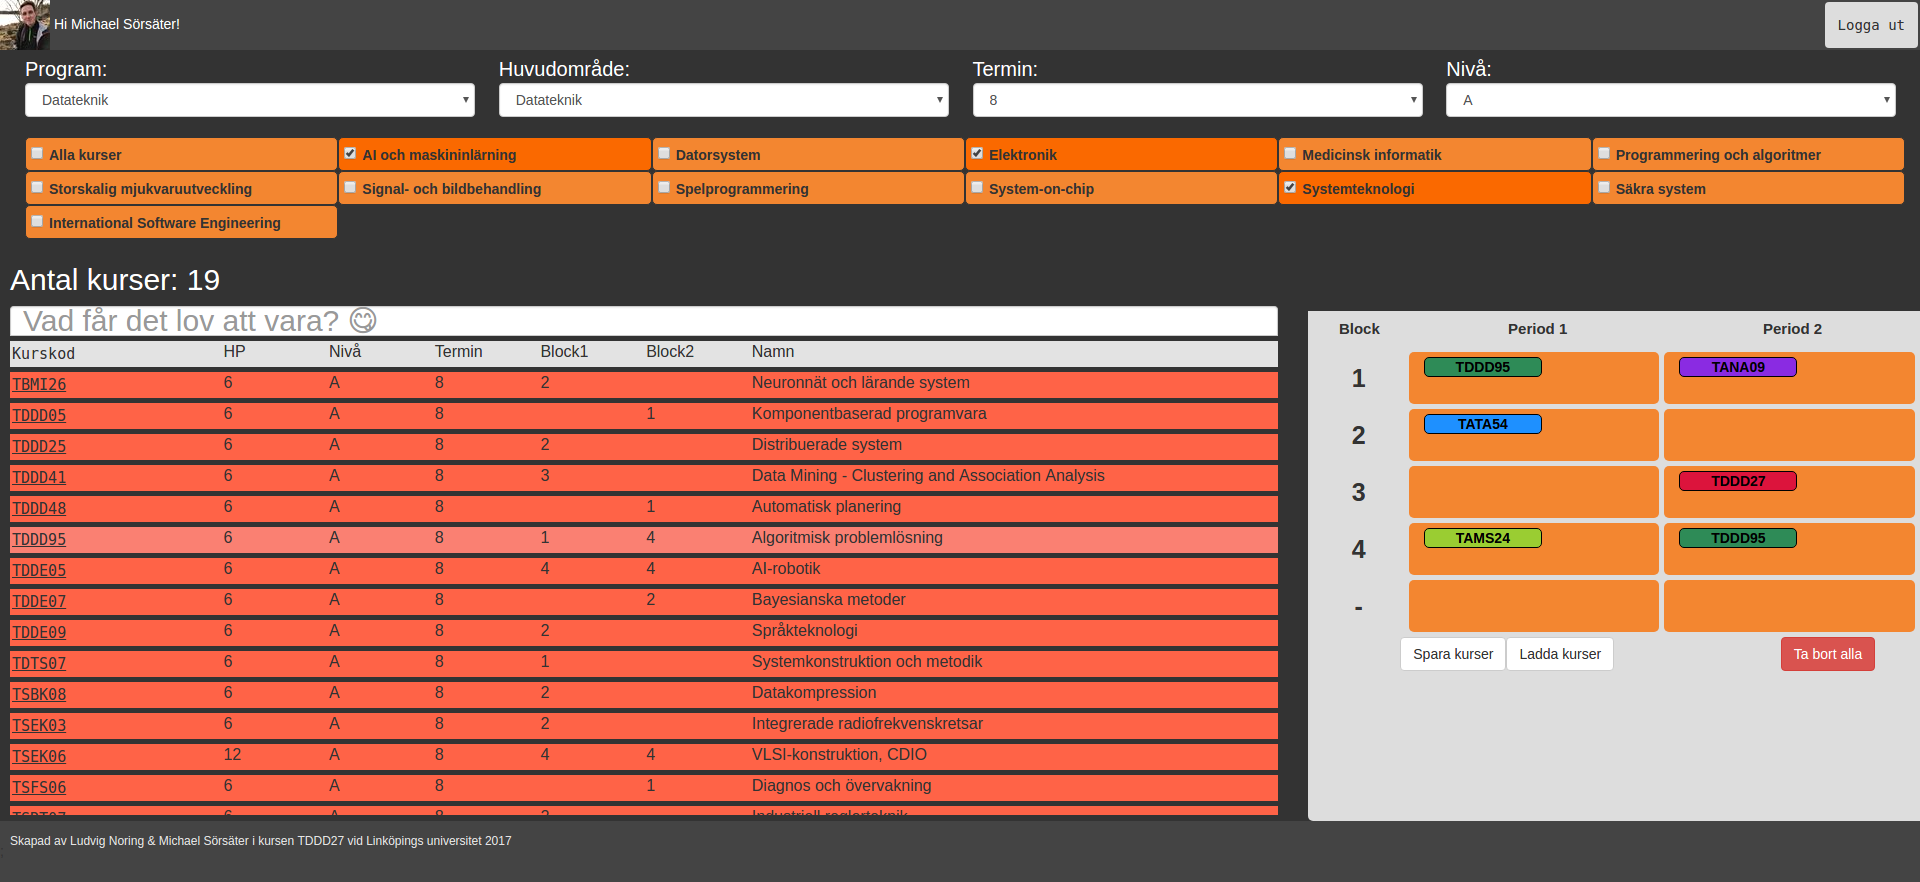 Hi Michael Sörsäter!
Logga ut
Program: Huvudområde: Termin: Nivå:
Datateknik Datateknik 8 A
Alla kurser AI och maskininlärning Datorsystem Elektronik Medicinsk informatik Programmering och algoritmer
Storskalig mjukvaruutveckling Signal- och bildbehandling Spelprogrammering System-on-chip Systemteknologi Säkra system
International Software Engineering
Antal kurser: 19
Vad får det lov att vara? 😋
Kurskod HP Nivå Termin Block1 Block2 Namn
TBMI26 6 A 8 2 Neuronnät och lärande system
TDDD05 6 A 8 1 Komponentbaserad programvara
TDDD25 6 A 8 2 Distribuerade system
TDDD41 6 A 8 3 Data Mining - Clustering and Association Analysis
TDDD48 6 A 8 1 Automatisk planering
TDDD95 6 A 8 1 4 Algoritmisk problemlösning
TDDE05 6 A 8 4 4 AI-robotik
TDDE07 6 A 8 2 Bayesianska metoder
TDDE09 6 A 8 2 Språkteknologi
TDTS07 6 A 8 1 Systemkonstruktion och metodik
TSBK08 6 A 8 2 Datakompression
TSEK03 6 A 8 2 Integrerade radiofrekvenskretsar
TSEK06 12 A 8 4 4 VLSI-konstruktion, CDIO
TSFS06 6 A 8 1 Diagnos och övervakning
Block Period 1 Period 2
1 TDDD95 TANA09
2 TATA54
3 TDDD27
4 TAMS24 TDDD95
-
Spara kurser Ladda kurser Ta bort alla
Skapad av Ludvig Noring & Michael Sörsäter i kursen TDDD27 vid Linköpings universitet 2017